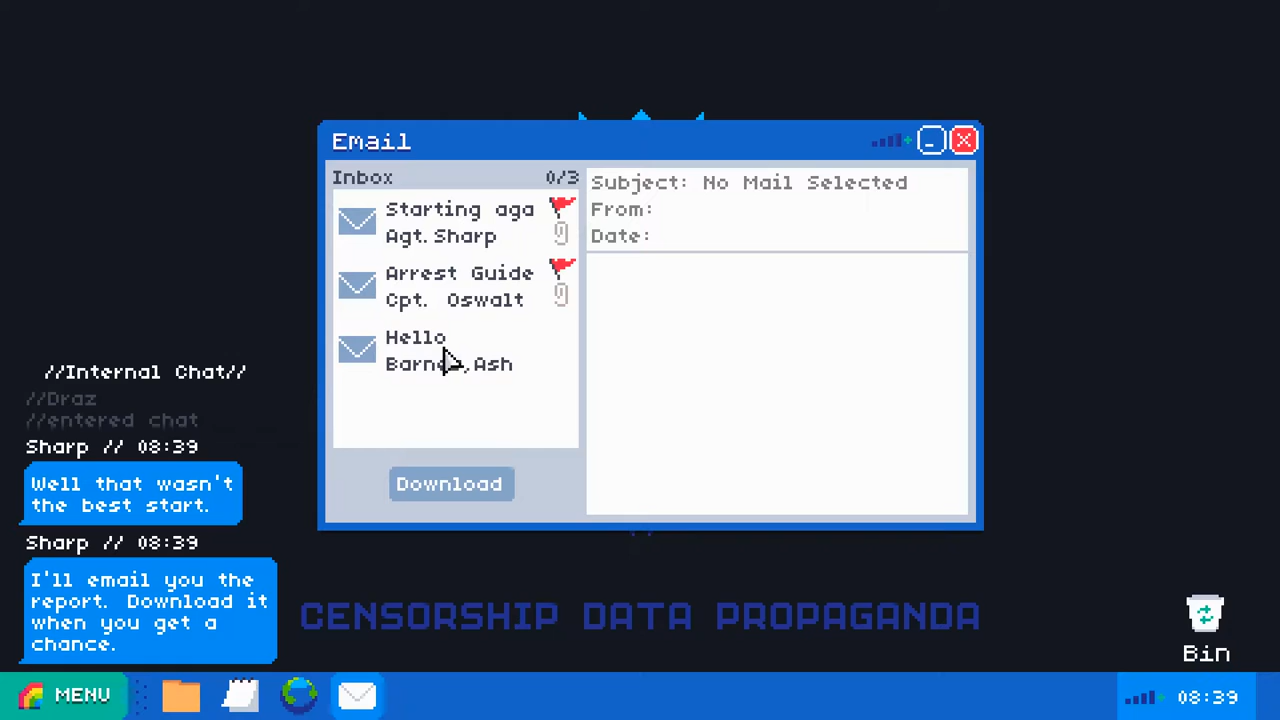 Email
Inbox 0/3
Starting aga
Agt.Sharp
Arrest Guide
Cpt. Oswalt
Hello
Ash
Download
Subject: No Mail Selected
From:
Date:
//Internal Chat//
//Draz
//entered chat
Sharp // 08:39
Well that wasn't
the best start.
Sharp // 08:39
I'll email you the
report. Download it
when you get a
chance.
CENSORSHIP DATA PROPAGANDA
Bin
MENU
08:39